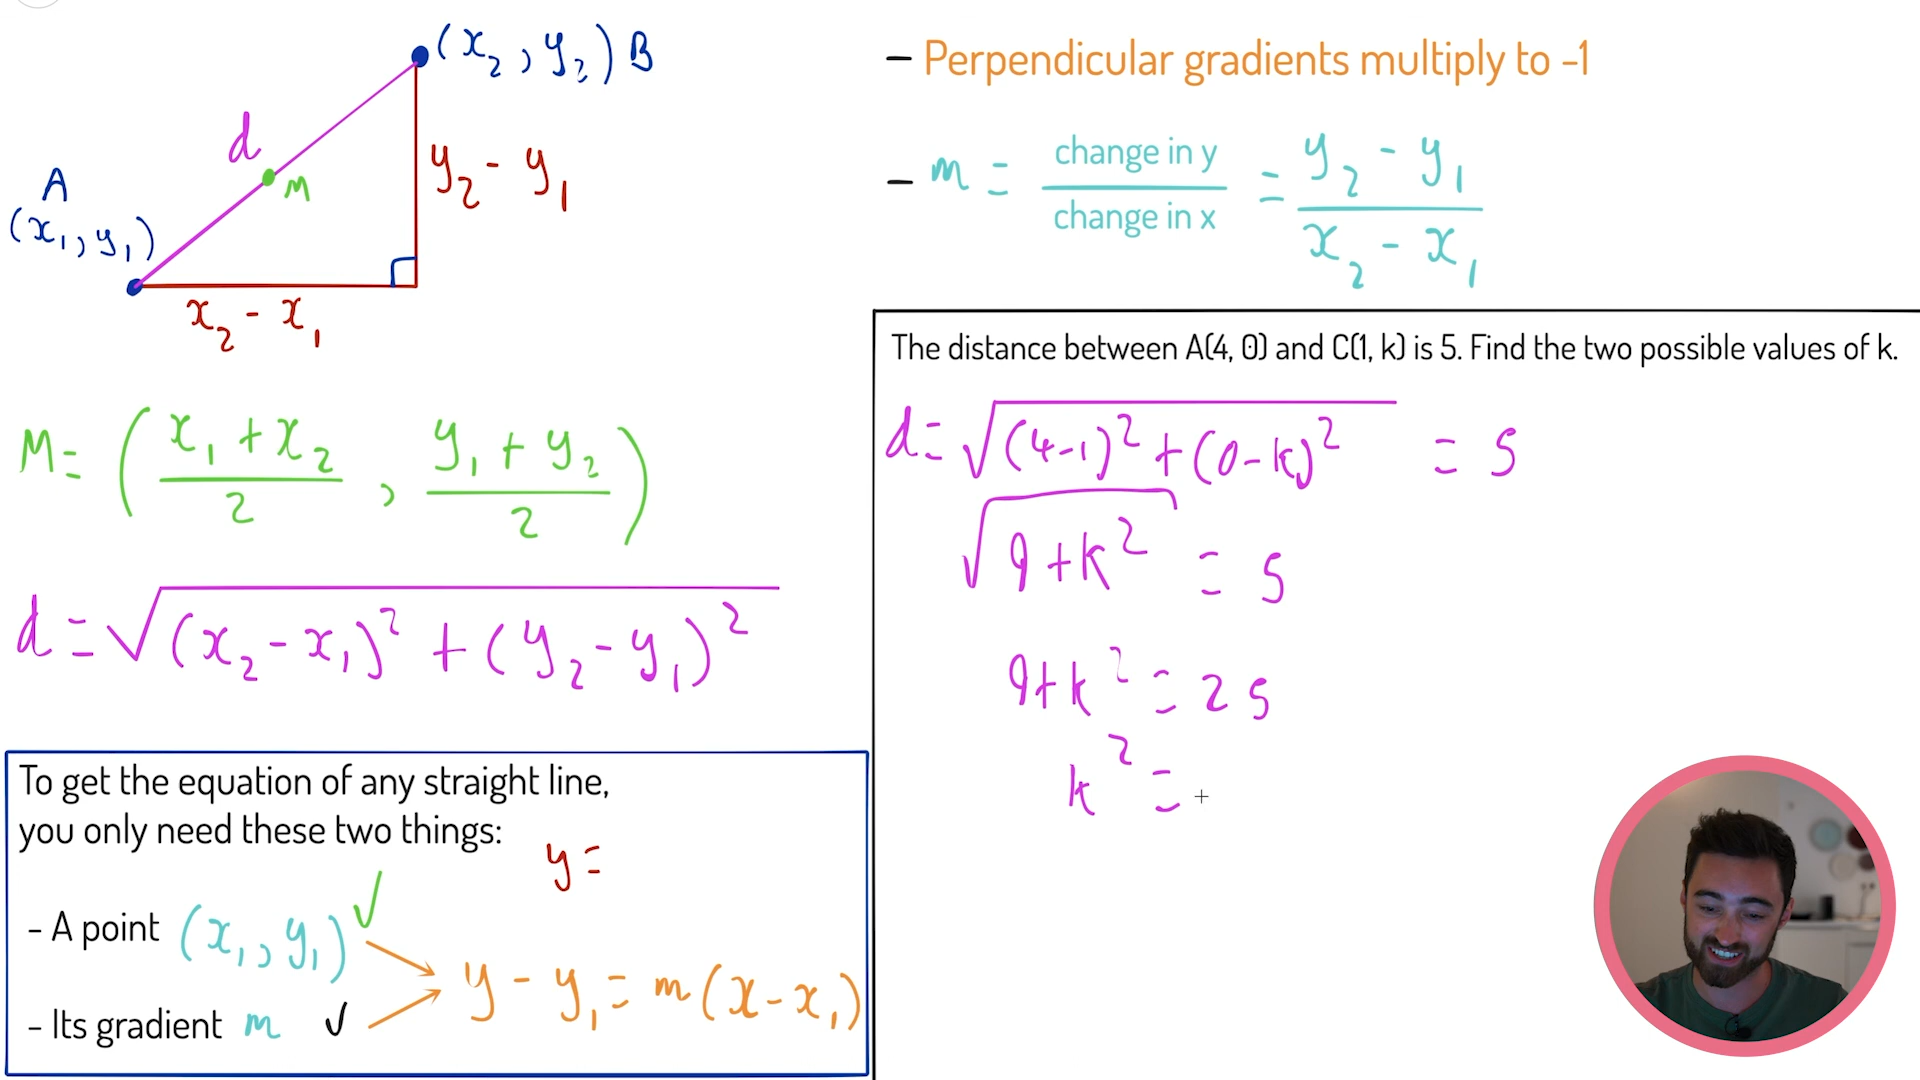 (x₂, y₂) B
d
M
y₂ - y₁
A
(x₁, y₁)
x₂ - x₁
M = ( (x₁ + x₂)/2 , (y₁ + y₂)/2 )
d = √((x₂ - x₁)² + (y₂ - y₁)²)
To get the equation of any straight line,
you only need these two things:
y =
- A point (x₁, y₁) ✓
- Its gradient m ✓
y - y₁ = m(x - x₁)
- Perpendicular gradients multiply to -1
- m = change in y / change in x = (y₂ - y₁)/(x₂ - x₁)
The distance between A(4, 0) and C(1, k) is 5. Find the two possible values of k.
d = √((4-1)² + (0-k)²) = 5
√(9 + k²) = 5
9 + k² = 25
k² =